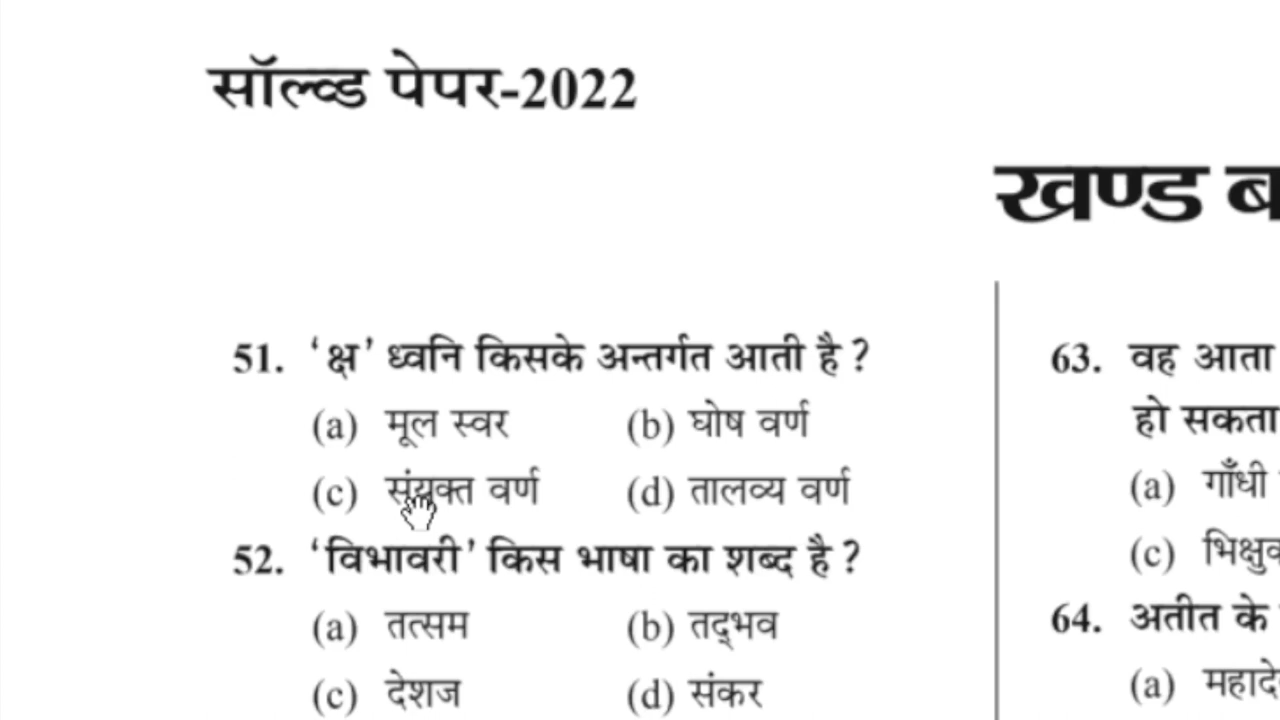 सॉल्व्ड पेपर-2022
खण्ड
51. ‘क्ष’ ध्वनि किसके अन्तर्गत आती है ?
(a) मूल स्वर (b) घोष वर्ण
(c) संयुक्त वर्ण (d) तालव्य वर्ण
52. ‘विभावरी’ किस भाषा का शब्द है ?
(a) तत्सम (b) तद्‌भव
(c) देशज (d) संकर
63. वह आता
हो सकता
(a) गाँधी
(c)
64. अतीत के
(a)